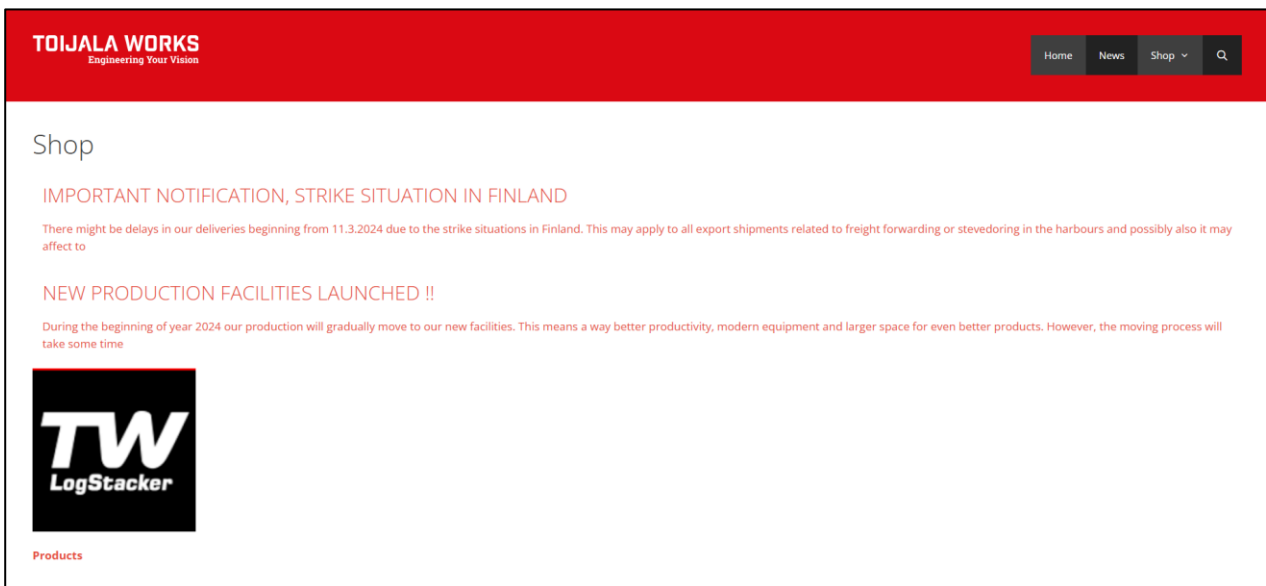 TOIJALA WORKS
Engineering Your Vision
Home News Shop
Shop
IMPORTANT NOTIFICATION, STRIKE SITUATION IN FINLAND
There might be delays in our deliveries beginning from 11.3.2024 due to the strike situations in Finland. This may apply to all export shipments related to freight forwarding or stevedoring in the harbours and possibly also it may
affect to
NEW PRODUCTION FACILITIES LAUNCHED !!
During the beginning of year 2024 our production will gradually move to our new facilities. This means a way better productivity, modern equipment and larger space for even better products. However, the moving process will
take some time
TW
LogStacker
Products